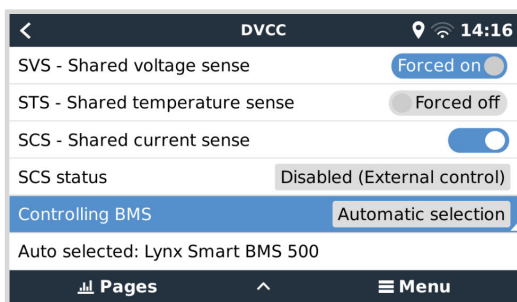 DVCC 14:16
SVS - Shared voltage sense Forced on
STS - Shared temperature sense Forced off
SCS - Shared current sense
SCS status Disabled (External control)
Controlling BMS Automatic selection
Auto selected: Lynx Smart BMS 500
Pages Menu